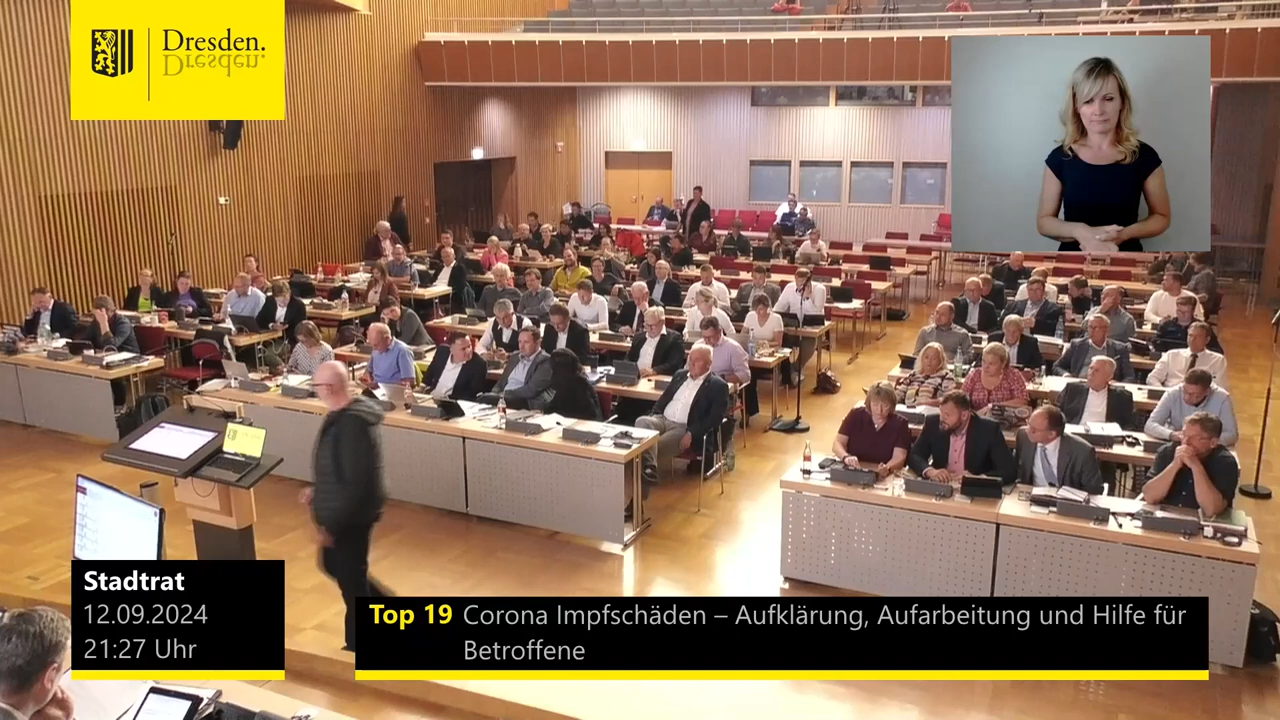 Dresden.
Dresden.
Stadtrat
12.09.2024
21:27 Uhr
Top 19 Corona Impfschäden – Aufklärung, Aufarbeitung und Hilfe für
Betroffene